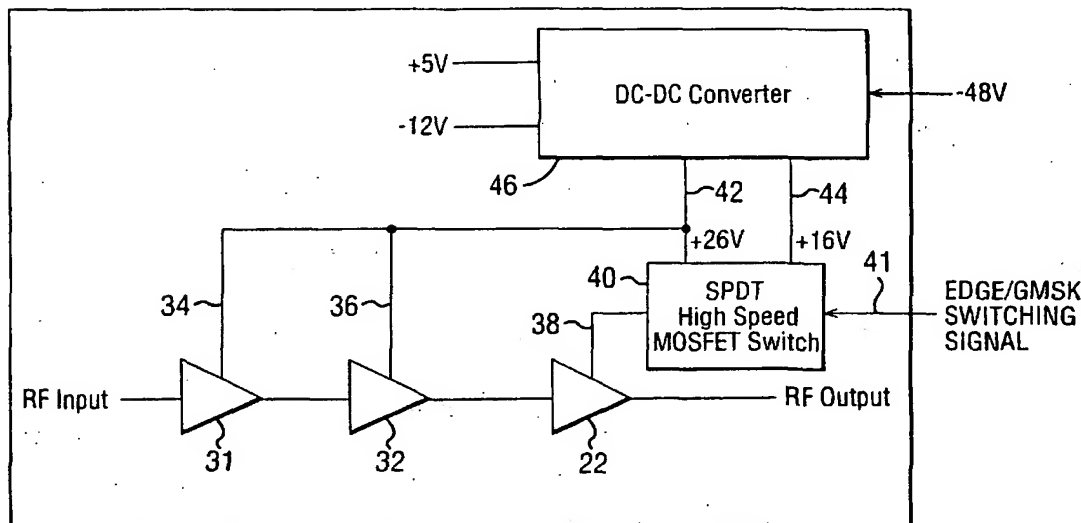 +5V
-12V
DC-DC Converter
-48V
46
42
44
+26V
+16V
41
34
36
38
40
SPDT
High Speed
MOSFET Switch
EDGE/GMSK
SWITCHING
SIGNAL
RF Input
RF Output
31
32
22